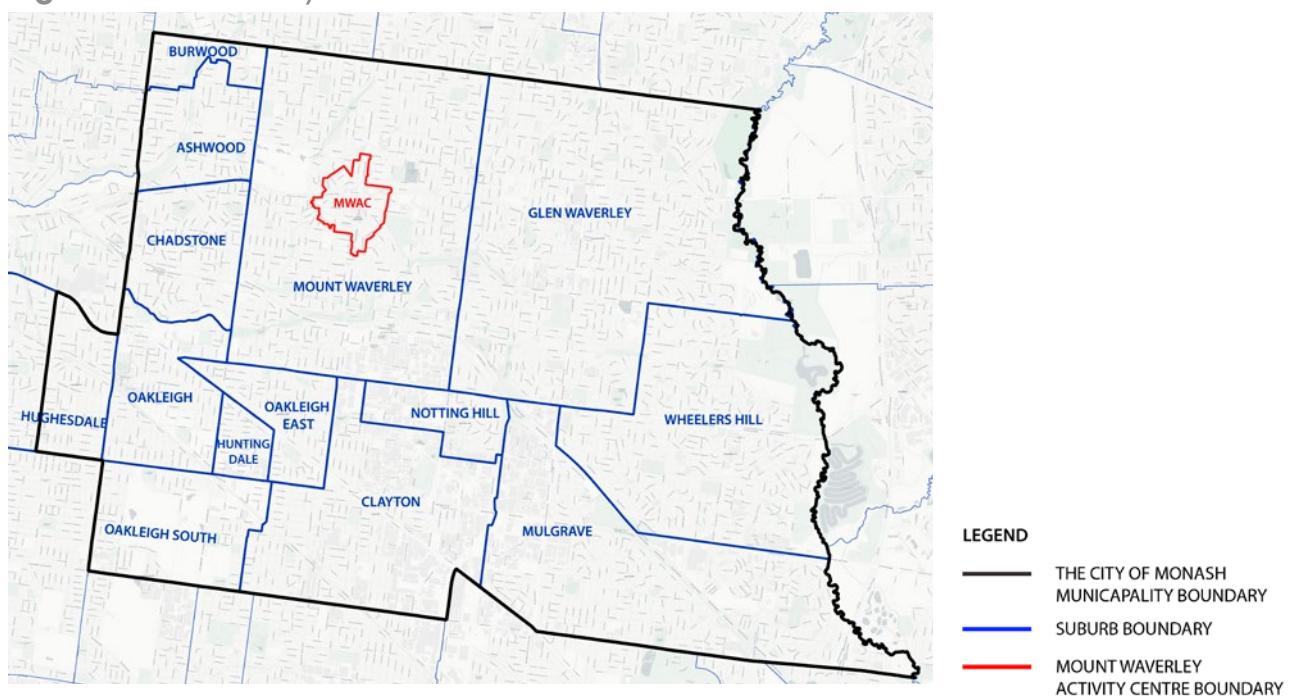 BURWOOD
ASHWOOD
MWAC
GLEN WAVERLEY
CHADSTONE
MOUNT WAVERLEY
OAKLEIGH
OAKLEIGH
EAST
NOTTING HILL
HUGHESDALE
WHEELERS HILL
HUNTING
DALE
CLAYTON
OAKLEIGH SOUTH
MULGRAVE
LEGEND
THE CITY OF MONASH
MUNICAPALITY BOUNDARY
SUBURB BOUNDARY
MOUNT WAVERLEY
ACTIVITY CENTRE BOUNDARY